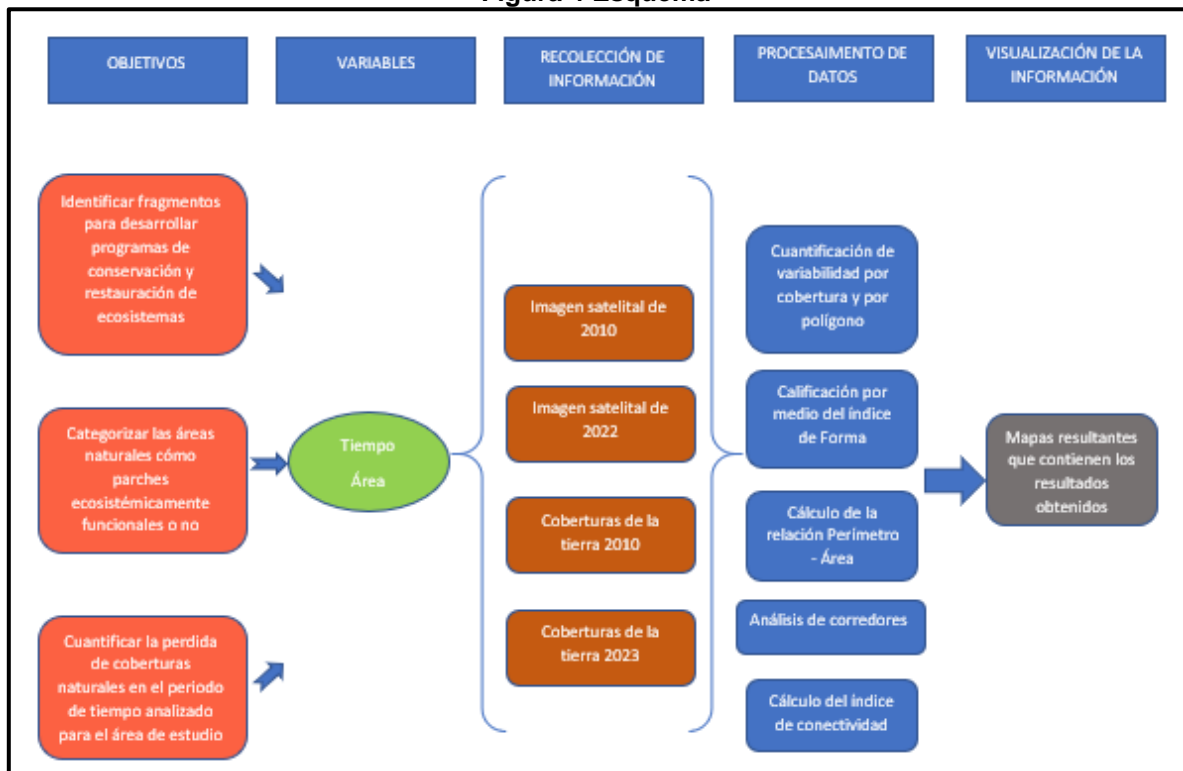 OBJETIVOS
VARIABLES
RECOLECCIÓN DE
INFORMACIÓN
PROCESAIMENTO DE
DATOS
VISUALIZACIÓN DE LA
INFORMACIÓN
Identificar fragmentos
para desarrollar
programas de
conservación y
restauración de
ecosistemas
Categorizar las áreas
naturales cómo
parches
ecosistémicamente
funcionales o no
Cuantificar la perdida
de coberturas
naturales en el periodo
de tiempo analizado
para el área de estudio
Tiempo
Área
Imagen satelital de
2010
Imagen satelital de
2022
Coberturas de la
tierra 2010
Coberturas de la
tierra 2023
Cuantificación de
variabilidad por
cobertura y por
polígono
Calificación por
medio del índice
de Forma
Cálculo de la
relación Perímetro
- Área
Análisis de corredores
Cálculo del índice
de conectividad
Mapas resultantes
que contienen los
resultados
obtenidos